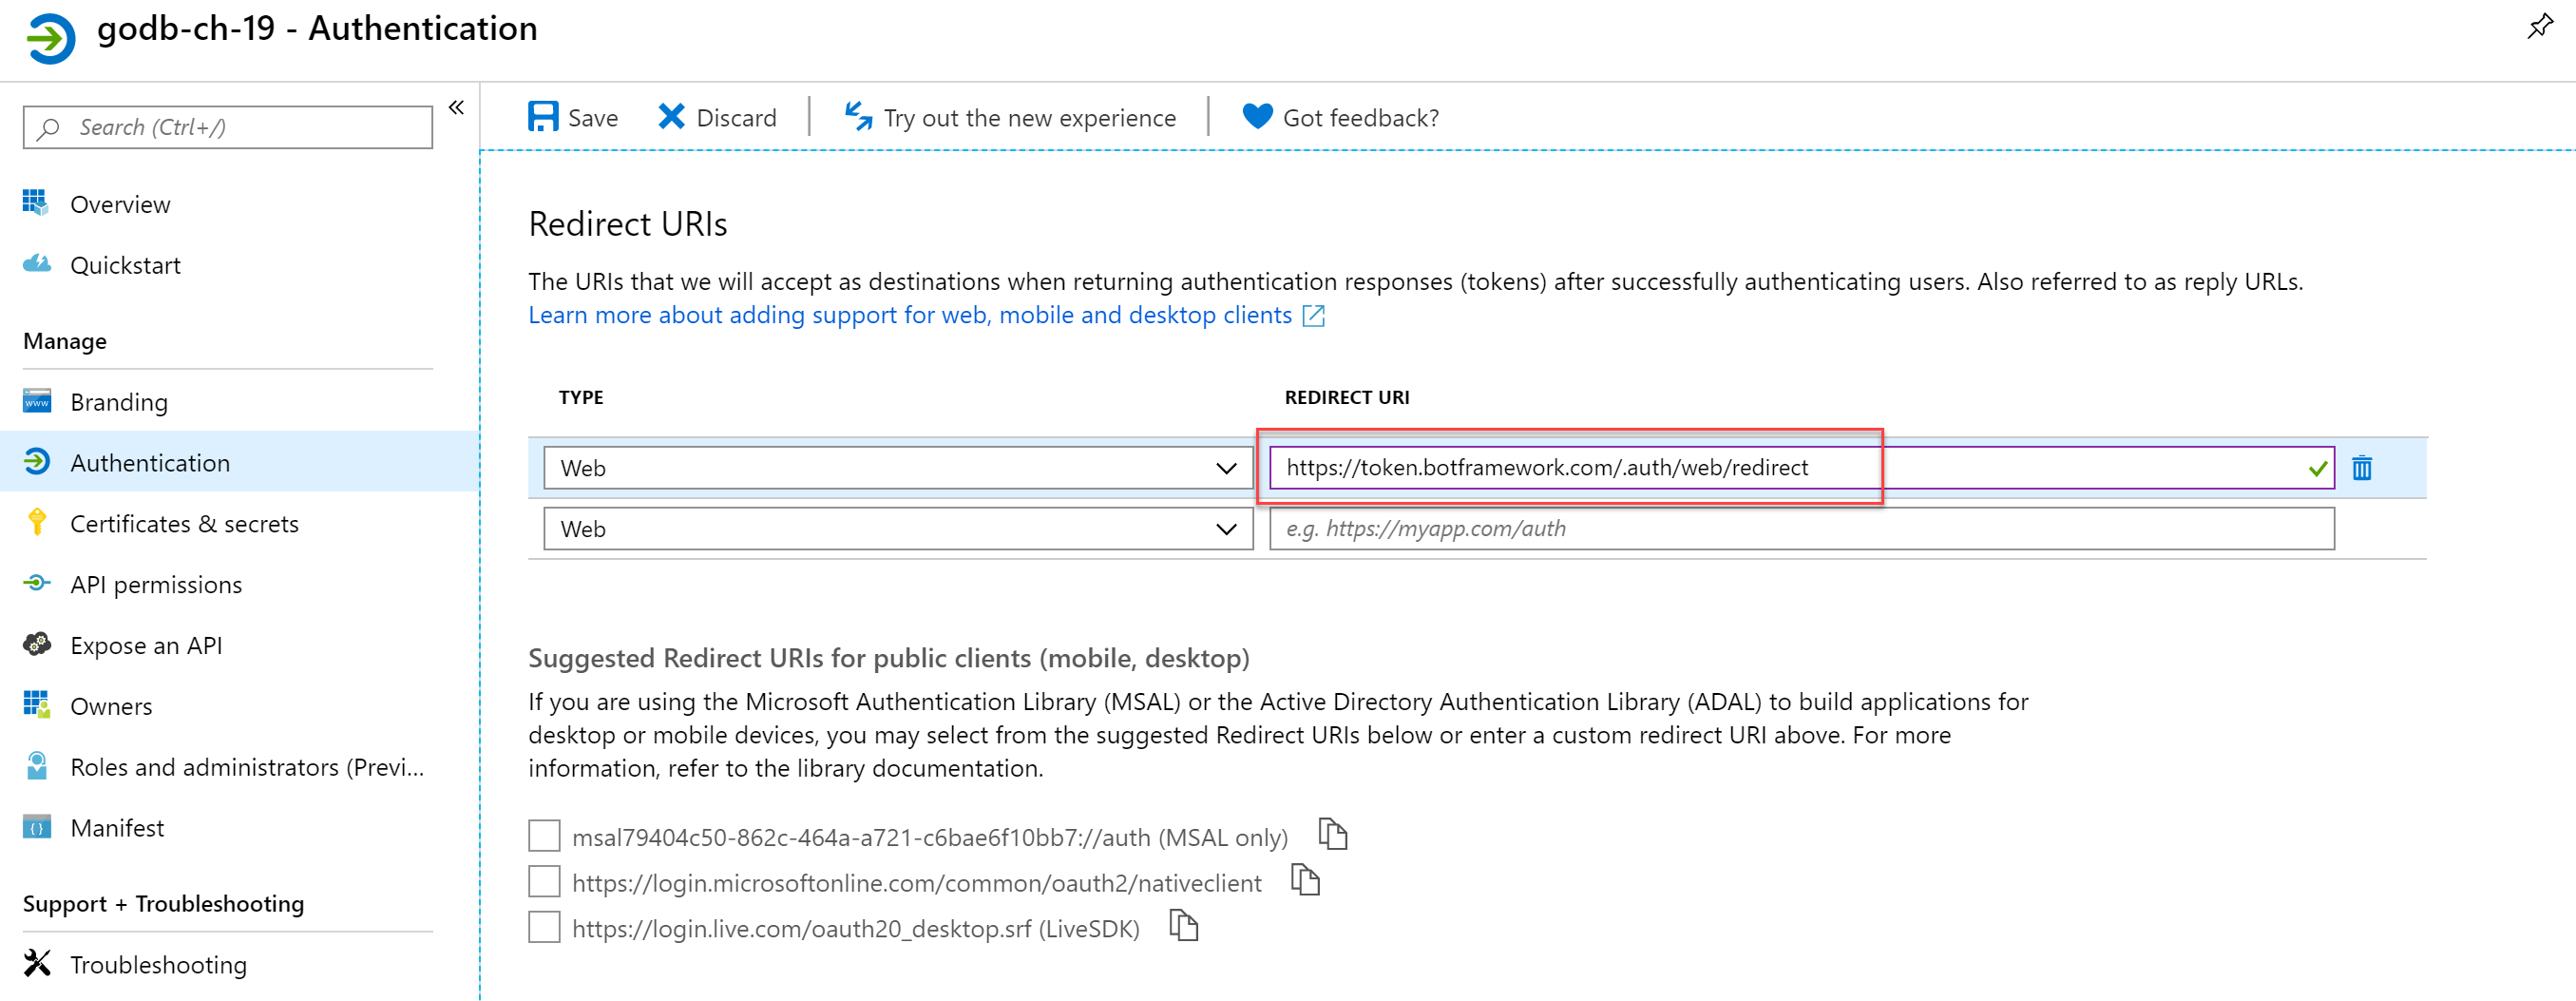 godb-ch-19 - Authentication
Search (Ctrl+/)
Overview
Quickstart
Manage
www
Branding
Authentication
Certificates & secrets
API permissions
Expose an API
Owners
Roles and administrators (Previ...
Manifest
Support + Troubleshooting
Troubleshooting
Save
Discard
Try out the new experience
Got feedback?
Redirect URIs
The URIs that we will accept as destinations when returning authentication responses (tokens) after successfully authenticating users. Also referred to as reply URLs.
Learn more about adding support for web, mobile and desktop clients
TYPE REDIRECT URI
Web https://token.botframework.com/.auth/web/redirect
Web e.g. https://myapp.com/auth
Suggested Redirect URIs for public clients (mobile, desktop)
If you are using the Microsoft Authentication Library (MSAL) or the Active Directory Authentication Library (ADAL) to build applications for
desktop or mobile devices, you may select from the suggested Redirect URIs below or enter a custom redirect URI above. For more
information, refer to the library documentation.
msal79404c50-862c-464a-a721-c6bae6f10bb7://auth (MSAL only)
https://login.microsoftonline.com/common/oauth2/nativeclient
https://login.live.com/oauth20_desktop.srf (LiveSDK)